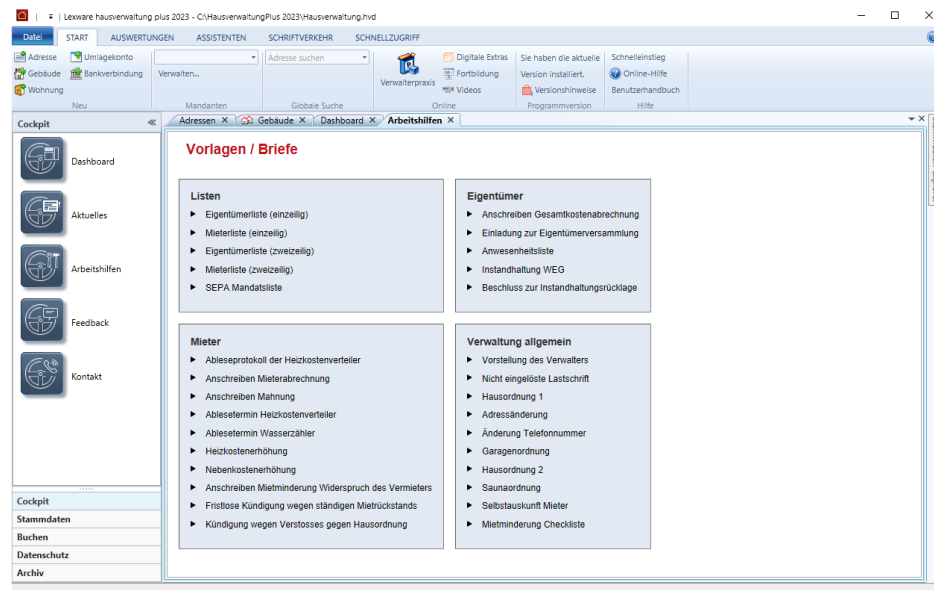 Lexware hausverwaltung plus 2023 - C:\HausverwaltungPlus 2023\Hausverwaltung.hvd
Datei START AUSWERTUNGEN ASSISTENTEN SCHRIFTVERKEHR SCHNELLZUGRIFF
Adresse Umlagekonto Adresse suchen Digitale Extras Sie haben die aktuelle Schnelleinstieg
Gebäude Bankverbindung Verwalten... Verwalterpraxis Fortbildung Version installiert. Online-Hilfe
Wohnung Videos Versionshinweise Benutzerhandbuch
Neu Mandanten Globale Suche Online Programmversion Hilfe
Cockpit
Adressen Gebäude Dashboard Arbeitshilfen
Dashboard
Aktuelles
Arbeitshilfen
Feedback
Kontakt
Cockpit
Stammdaten
Buchen
Datenschutz
Archiv
Vorlagen / Briefe
Listen
Eigentümerliste (einzeilig)
Mieterliste (einzeilig)
Eigentümerliste (zweizeilig)
Mieterliste (zweizeilig)
SEPA Mandatsliste
Eigentümer
Anschreiben Gesamtkostenabrechnung
Einladung zur Eigentümerversammlung
Anwesenheitsliste
Instandhaltung WEG
Beschluss zur Instandhaltungsrücklage
Mieter
Ableseprotokoll der Heizkostenverteiler
Anschreiben Mieterabrechnung
Anschreiben Mahnung
Ablesetermin Heizkostenverteiler
Ablesetermin Wasserzähler
Heizkostenerhöhung
Nebenkostenerhöhung
Anschreiben Mietminderung Widerspruch des Vermieters
Fristlose Kündigung wegen ständigen Mietrückstands
Kündigung wegen Verstosses gegen Hausordnung
Verwaltung allgemein
Vorstellung des Verwalters
Nicht eingelöste Lastschrift
Hausordnung 1
Adressänderung
Änderung Telefonnummer
Garagenordnung
Hausordnung 2
Saunaordnung
Selbstauskunft Mieter
Mietminderung Checkliste